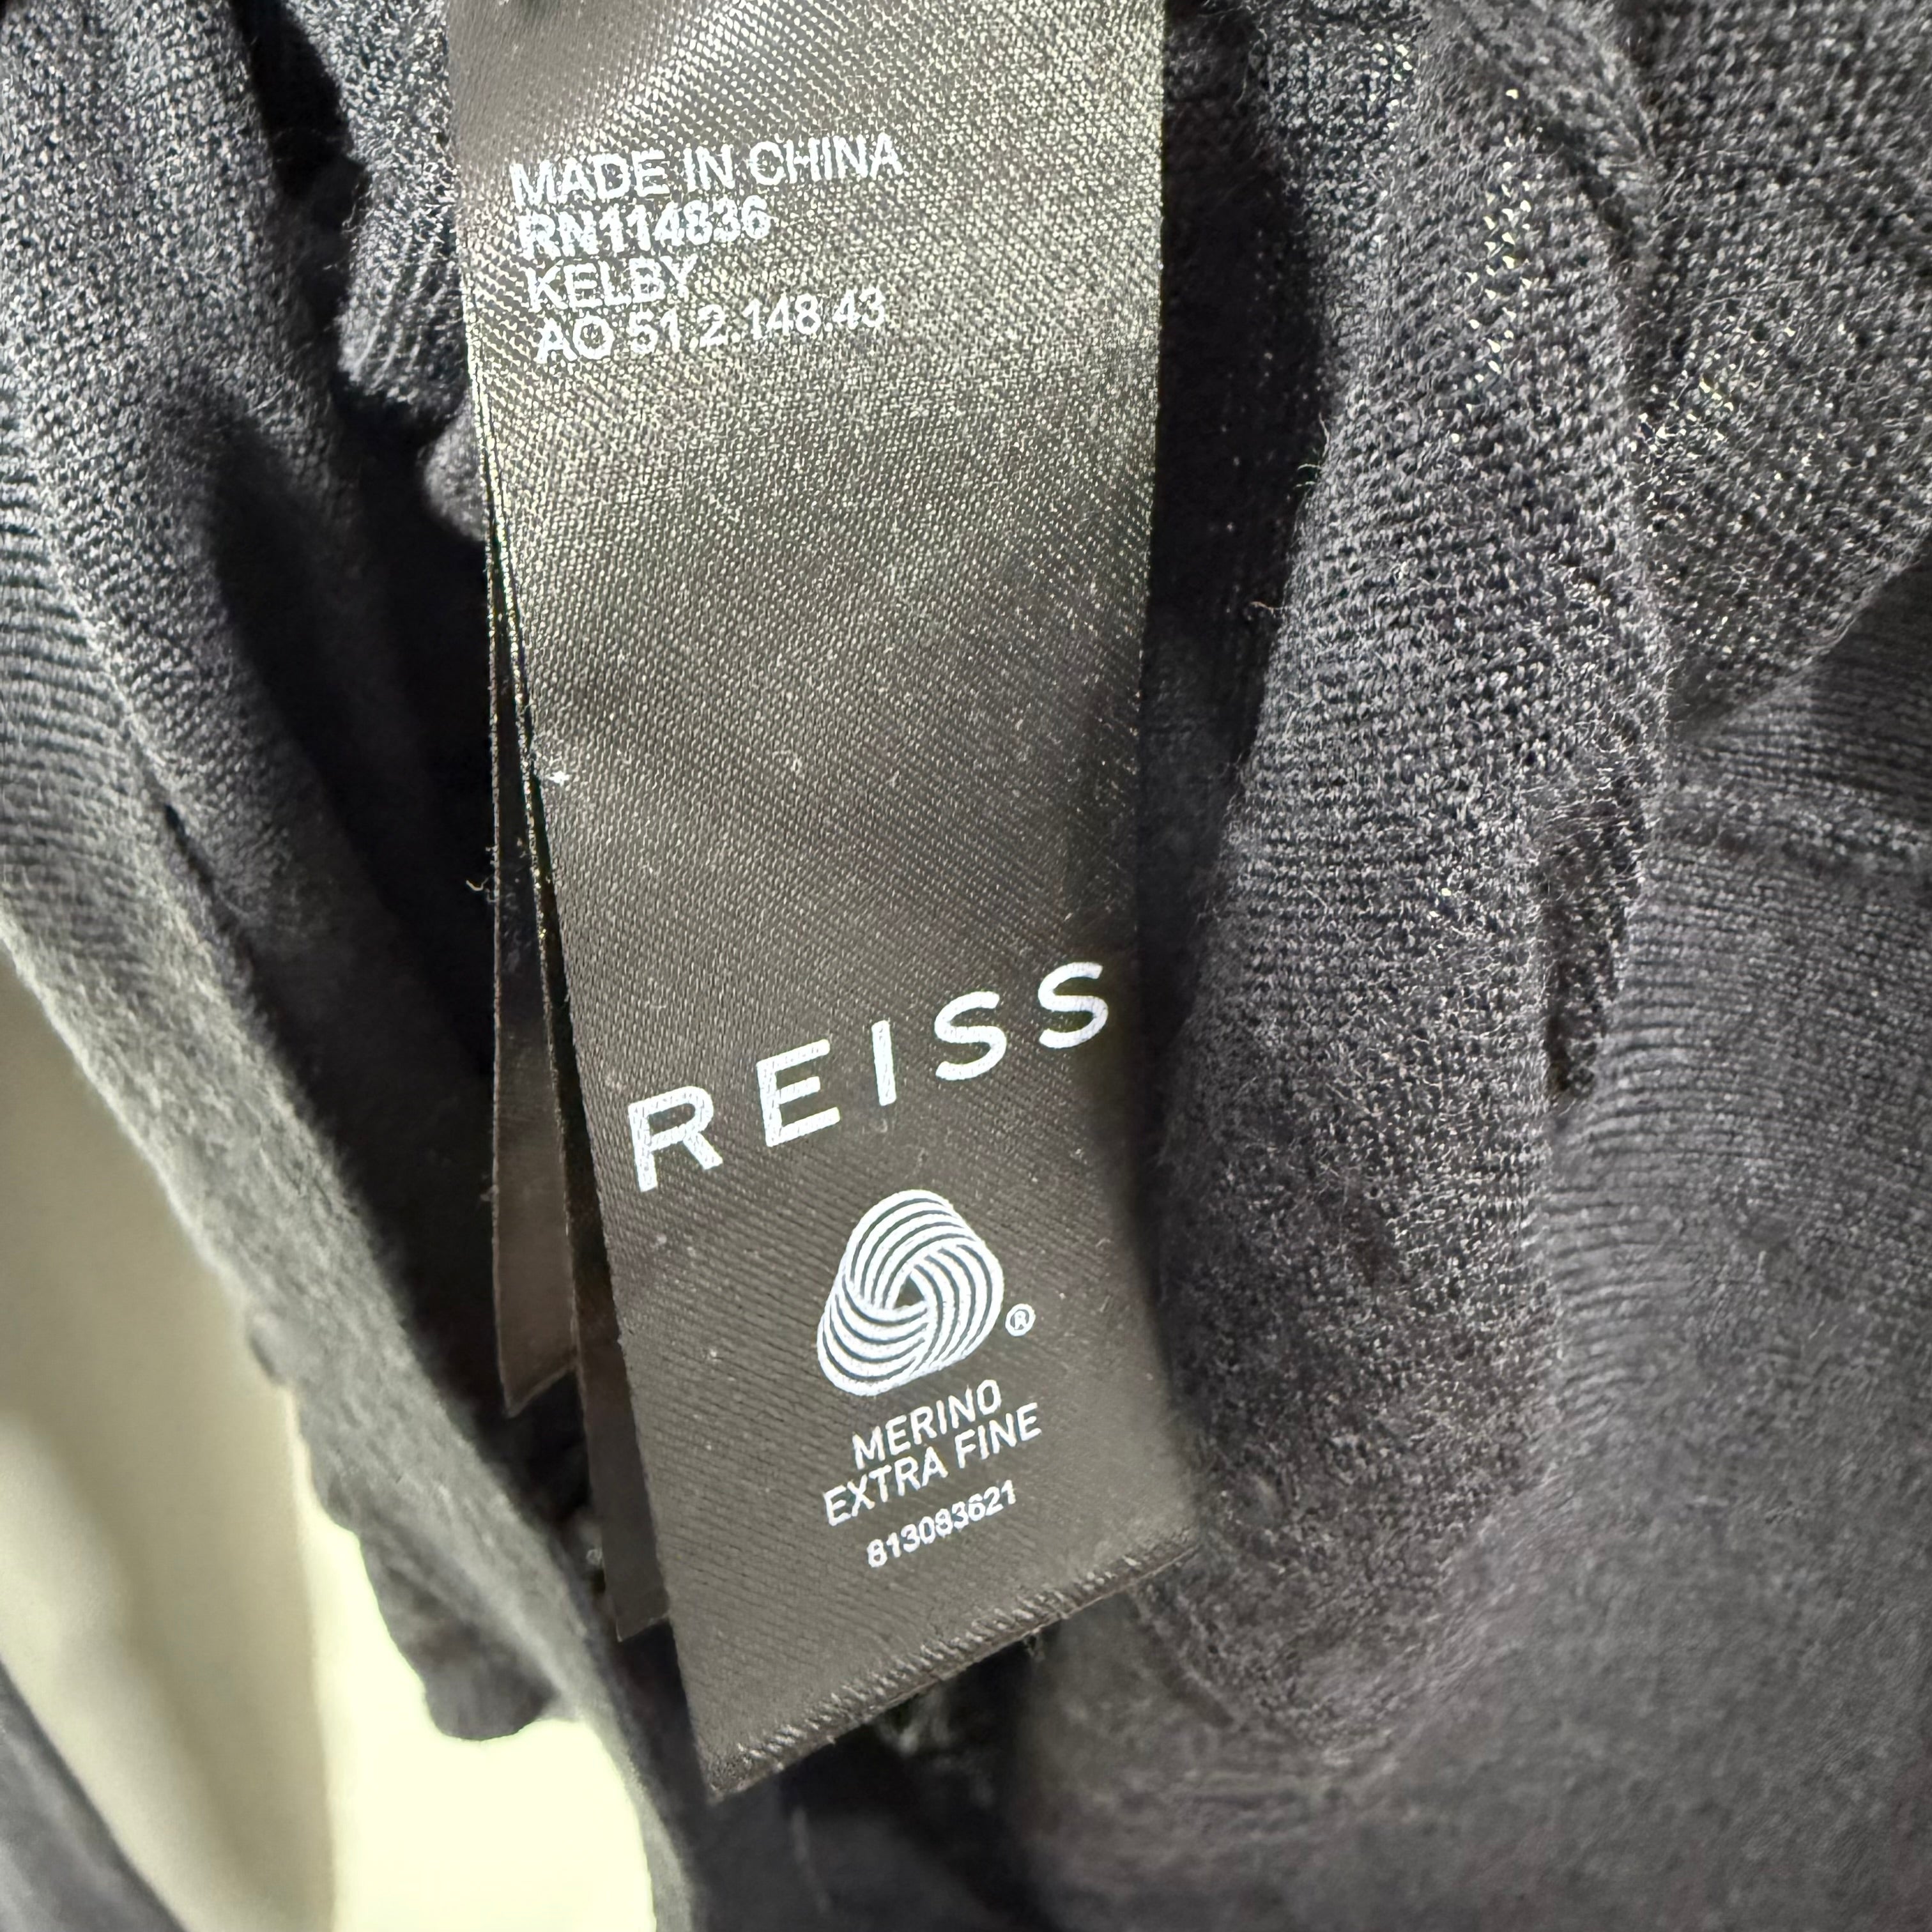 MADE IN CHINA
RN114836
KELBY
AO 51.2.148.43
REISS
®
MERINO
EXTRA FINE
813083621